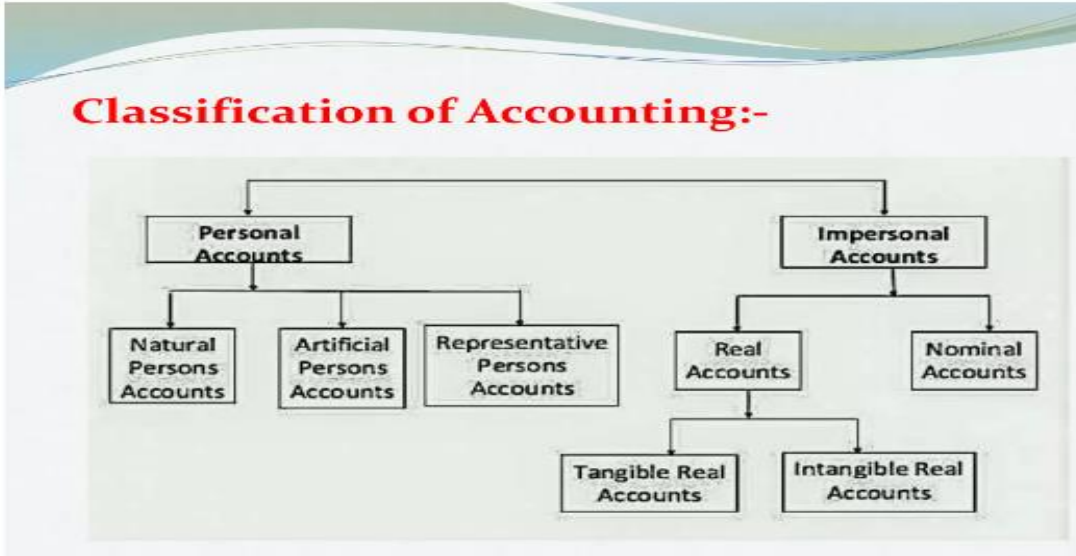 Classification of Accounting:-
Personal
Accounts
Impersonal
Accounts
Natural
Persons
Accounts
Artificial
Persons
Accounts
Representative
Persons
Accounts
Real
Accounts
Nominal
Accounts
Tangible Real
Accounts
Intangible Real
Accounts